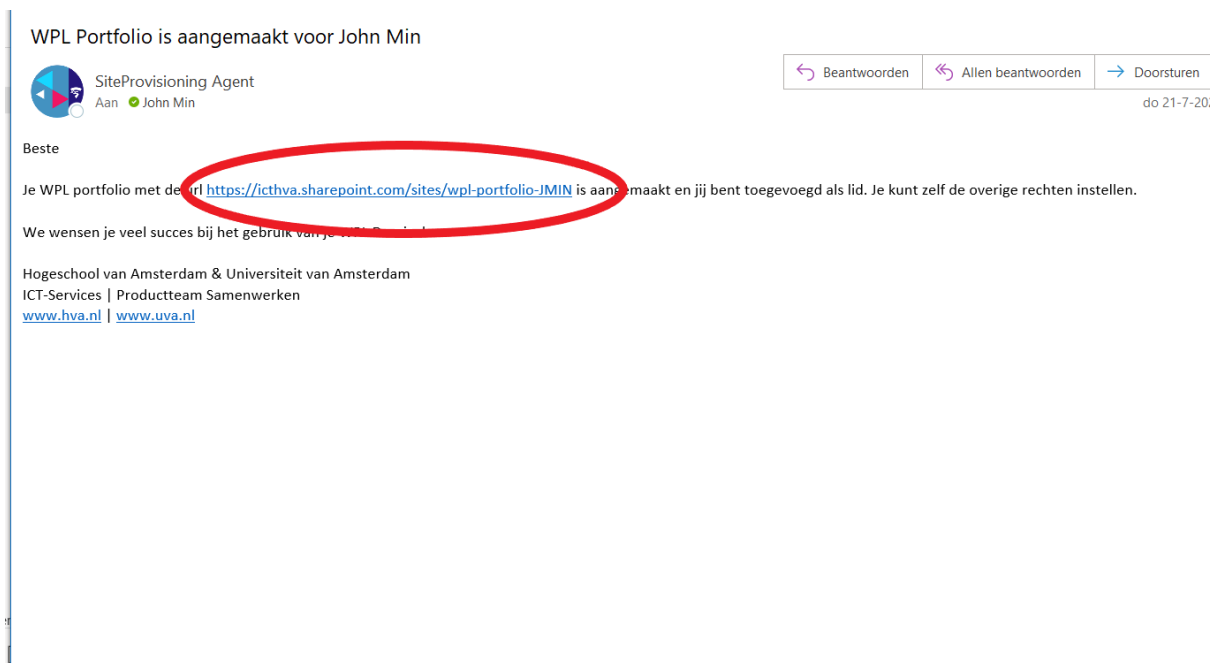 WPL Portfolio is aangemaakt voor John Min
SiteProvisioning Agent
Aan John Min
Beantwoorden Allen beantwoorden Doorsturen
do 21-7-202
Beste
Je WPL portfolio met de url https://icthva.sharepoint.com/sites/wpl-portfolio-JMIN is aangemaakt en jij bent toegevoegd als lid. Je kunt zelf de overige rechten instellen.
We wensen je veel succes bij het gebruik van je WPL
Hogeschool van Amsterdam & Universiteit van Amsterdam
ICT-Services | Productteam Samenwerken
www.hva.nl | www.uva.nl